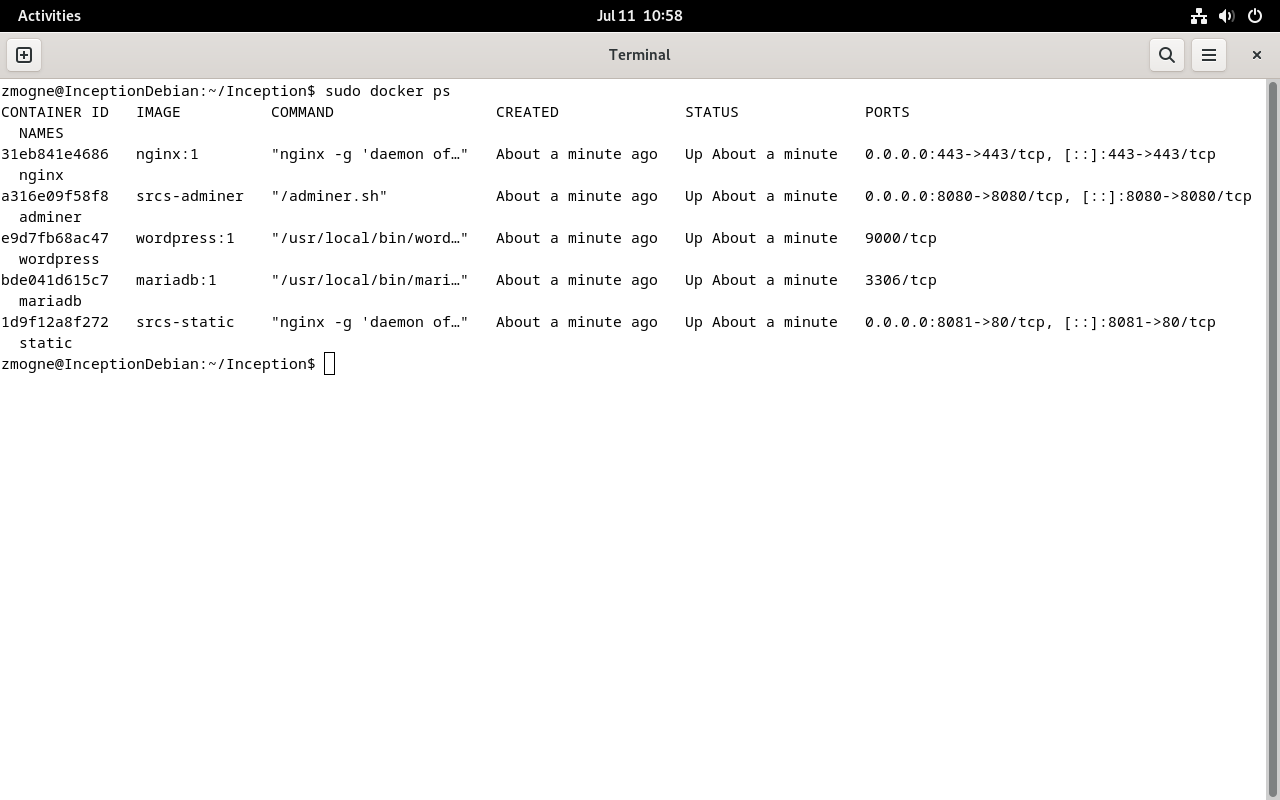 Activities
Jul 11 10:58
Terminal
zmogne@InceptionDebian:~/Inception$ sudo docker ps
CONTAINER ID   IMAGE          COMMAND                  CREATED              STATUS              PORTS
  NAMES
31eb841e4686   nginx:1        "nginx -g 'daemon of…"   About a minute ago   Up About a minute   0.0.0.0:443->443/tcp, [::]:443->443/tcp
  nginx
a316e09f58f8   srcs-adminer   "/adminer.sh"            About a minute ago   Up About a minute   0.0.0.0:8080->8080/tcp, [::]:8080->8080/tcp
  adminer
e9d7fb68ac47   wordpress:1    "/usr/local/bin/word…"   About a minute ago   Up About a minute   9000/tcp
  wordpress
bde041d615c7   mariadb:1      "/usr/local/bin/mari…"   About a minute ago   Up About a minute   3306/tcp
  mariadb
1d9f12a8f272   srcs-static    "nginx -g 'daemon of…"   About a minute ago   Up About a minute   0.0.0.0:8081->80/tcp, [::]:8081->80/tcp
  static
zmogne@InceptionDebian:~/Inception$